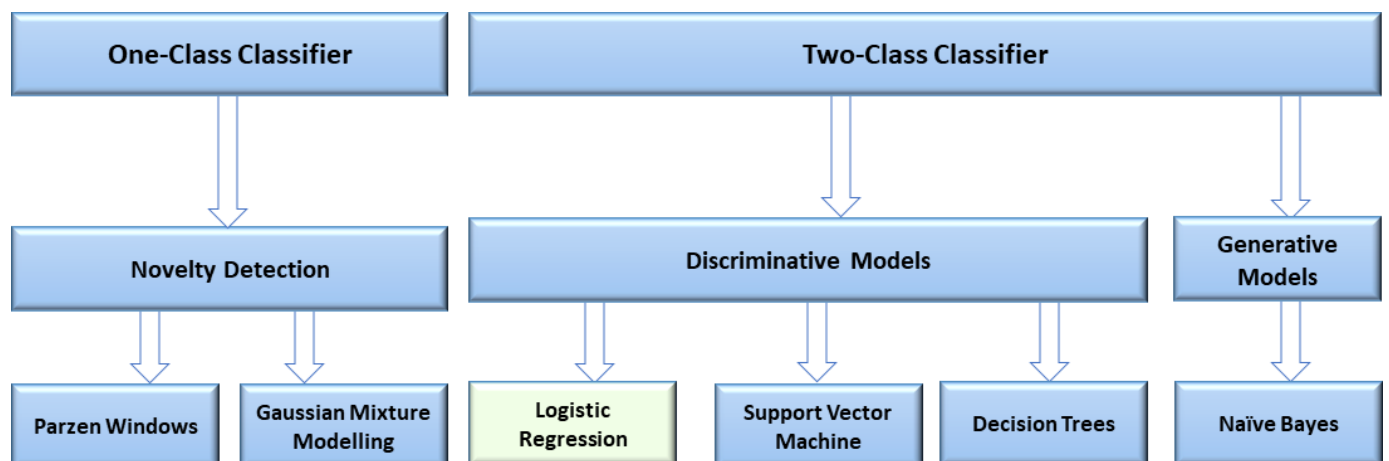 One-Class Classifier
Two-Class Classifier
Novelty Detection
Discriminative Models
Generative
Models
Parzen Windows
Gaussian Mixture
Modelling
Logistic
Regression
Support Vector
Machine
Decision Trees
Naïve Bayes